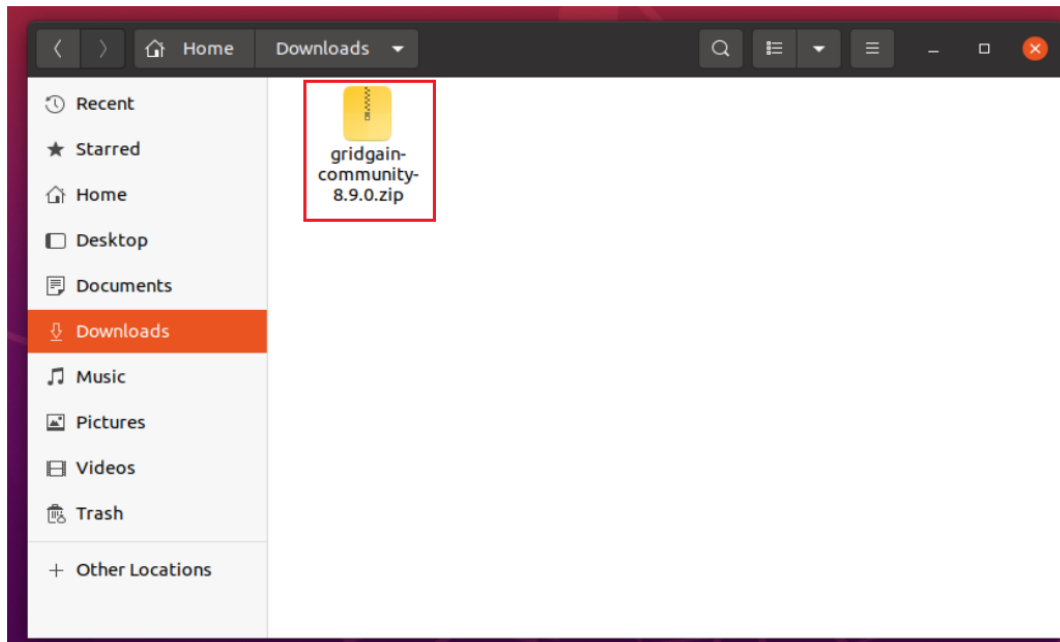 Home
Downloads
Recent
Starred
Home
Desktop
Documents
Downloads
Music
Pictures
Videos
Trash
Other Locations
gridgain-
community-
8.9.0.zip